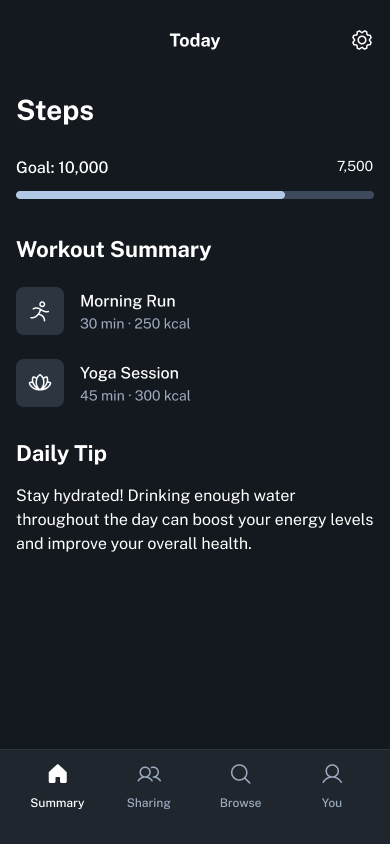 Today
Steps
Goal: 10,000
7,500
Workout Summary
Morning Run
30 min · 250 kcal
Yoga Session
45 min · 300 kcal
Daily Tip
Stay hydrated! Drinking enough water
throughout the day can boost your energy levels
and improve your overall health.
Summary
Sharing
Browse
You